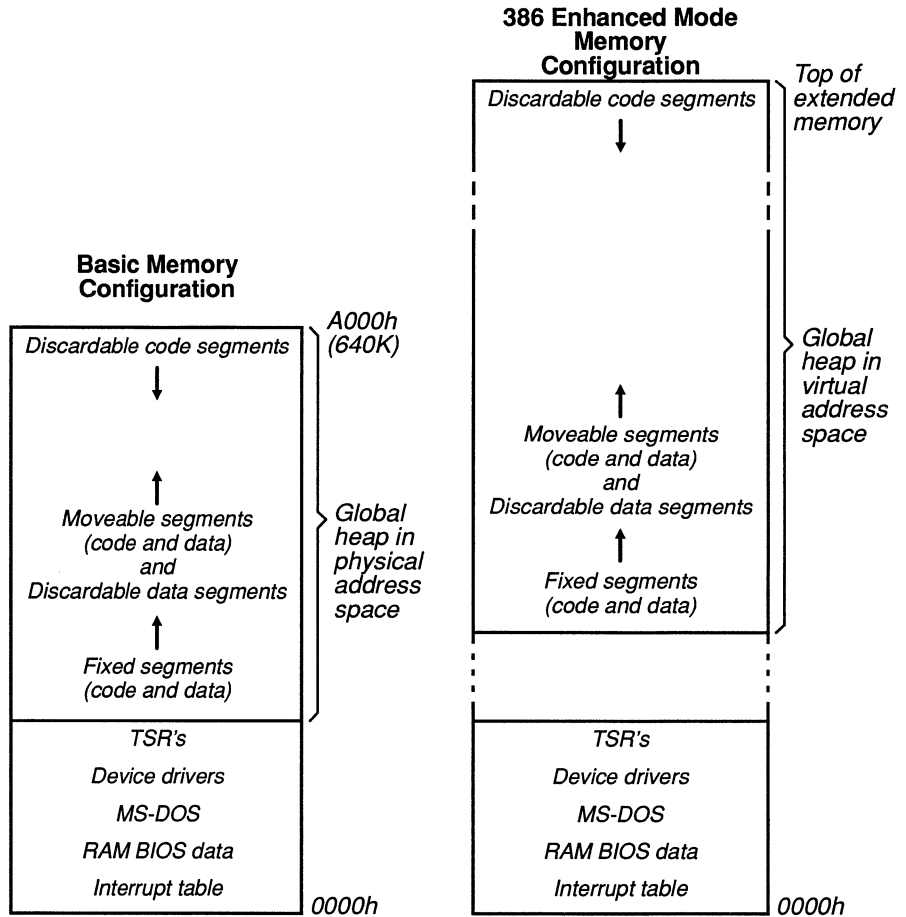 Basic Memory
Configuration
A000h
(640K)
Discardable code segments
Moveable segments
(code and data)
and
Discardable data segments
Fixed segments
(code and data)
Global
heap in
physical
address
space
TSR's
Device drivers
MS-DOS
RAM BIOS data
Interrupt table
0000h
386 Enhanced Mode
Memory
Configuration
Top of
extended
memory
Discardable code segments
Moveable segments
(code and data)
and
Discardable data segments
Fixed segments
(code and data)
Global
heap in
virtual
address
space
TSR's
Device drivers
MS-DOS
RAM BIOS data
Interrupt table
0000h